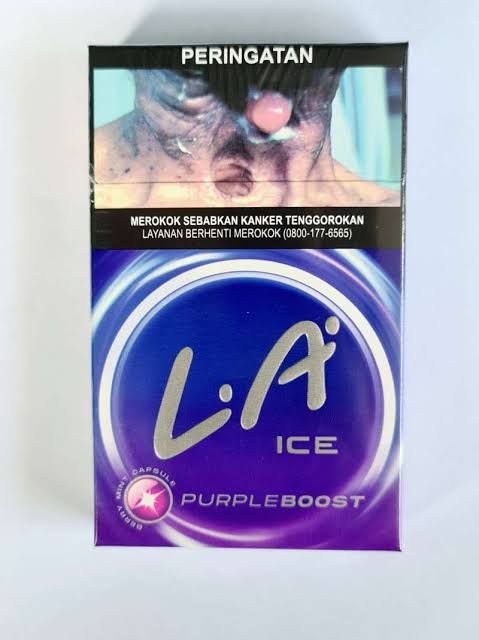 PERINGATAN
MEROKOK SEBABKAN KANKER TENGGOROKAN
LAYANAN BERHENTI MEROKOK (0800-177-6565)
L.A
ICE
BERRY MINT CAPSULE
PURPLEBOOST